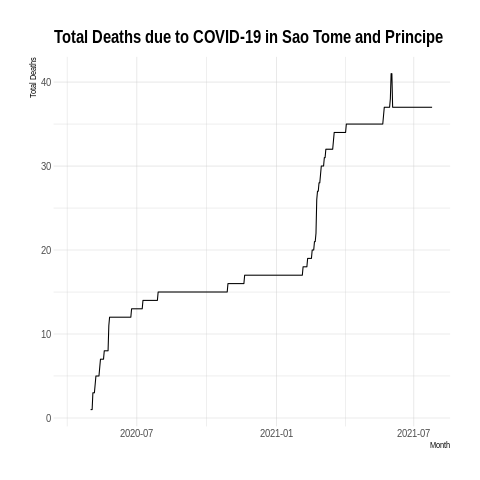 Total Deaths due to COVID-19 in Sao Tome and Principe
Total Deaths
40
30
20
10
0
2020-07
2021-01
2021-07
Month